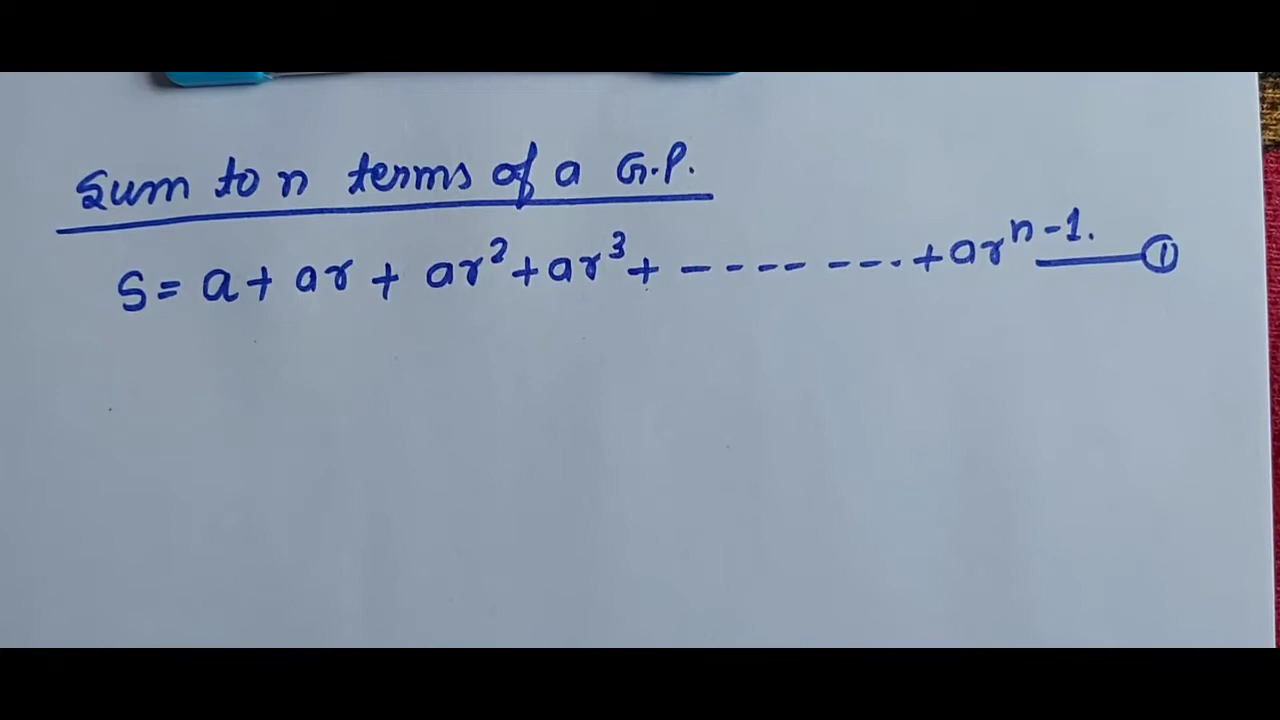 Sum to n terms of a G.P.
S = a + ar + ar² + ar³ + ---- --- + arⁿ⁻¹. —— ①